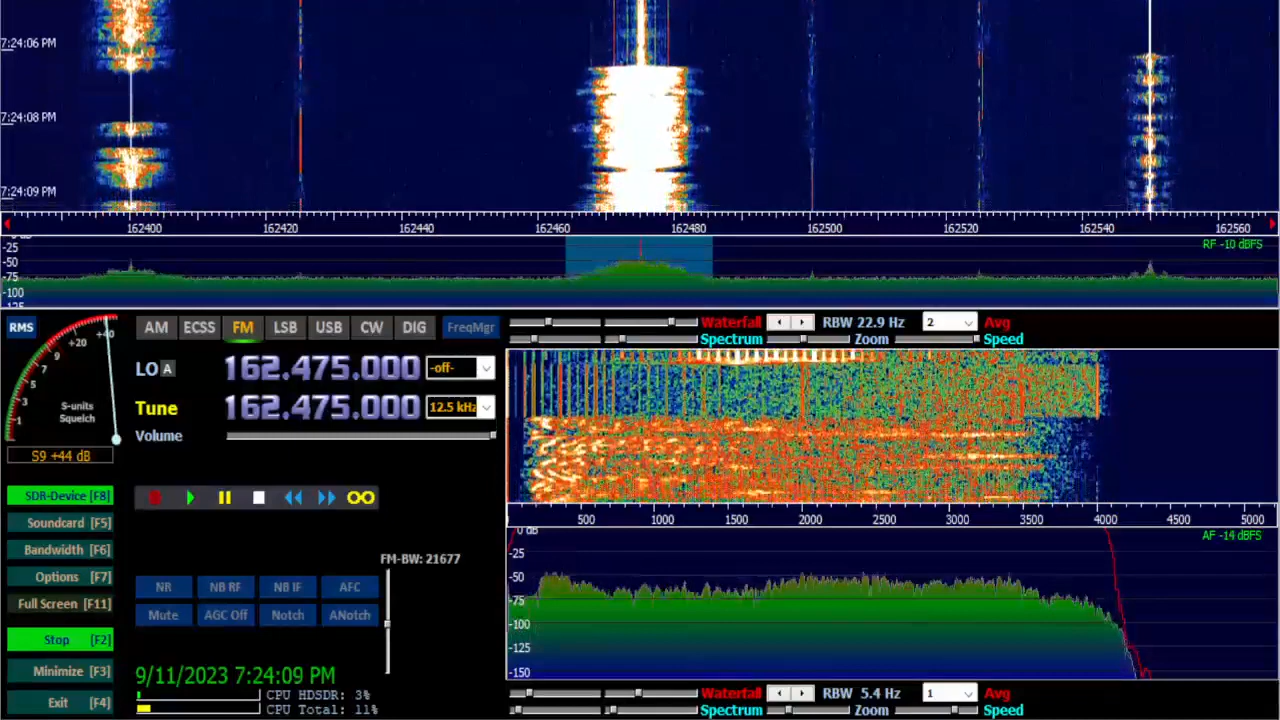 7:24:06 PM
7:24:08 PM
7:24:09 PM
162400 162420 162440 162460 162480 162500 162520 162540 162560
RF -10 dBFS
-25
-50
-75
-100
RMS
+40
+20
9
7
5
3
1
S-units
Squelch
S9 +44 dB
AM ECSS FM LSB USB CW DIG FreqMgr
LO A 162.475.000 -off-
Tune 162.475.000 12.5 kHz
Volume
SDR-Device [F8]
Soundcard [F5]
Bandwidth [F6]
Options [F7]
Full Screen [F11]
Stop [F2]
Minimize [F3]
Exit [F4]
FM-BW: 21677
NR NB RF NB IF AFC
Mute AGC Off Notch ANotch
9/11/2023 7:24:09 PM
CPU HDSDR: 3%
CPU Total: 11%
Waterfall RBW 22.9 Hz 2 Avg
Spectrum Zoom Speed
500 1000 1500 2000 2500 3000 3500 4000 4500 5000
0 dB
AF -14 dBFS
-25
-50
-75
-100
-125
-150
Waterfall RBW 5.4 Hz 1 Avg
Spectrum Zoom Speed